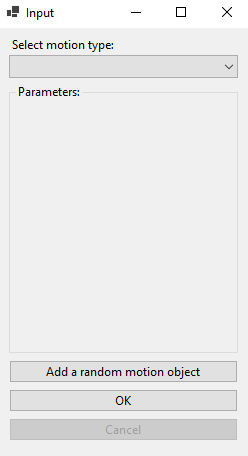 Input
Select motion type:
Parameters:
Add a random motion object
OK
Cancel